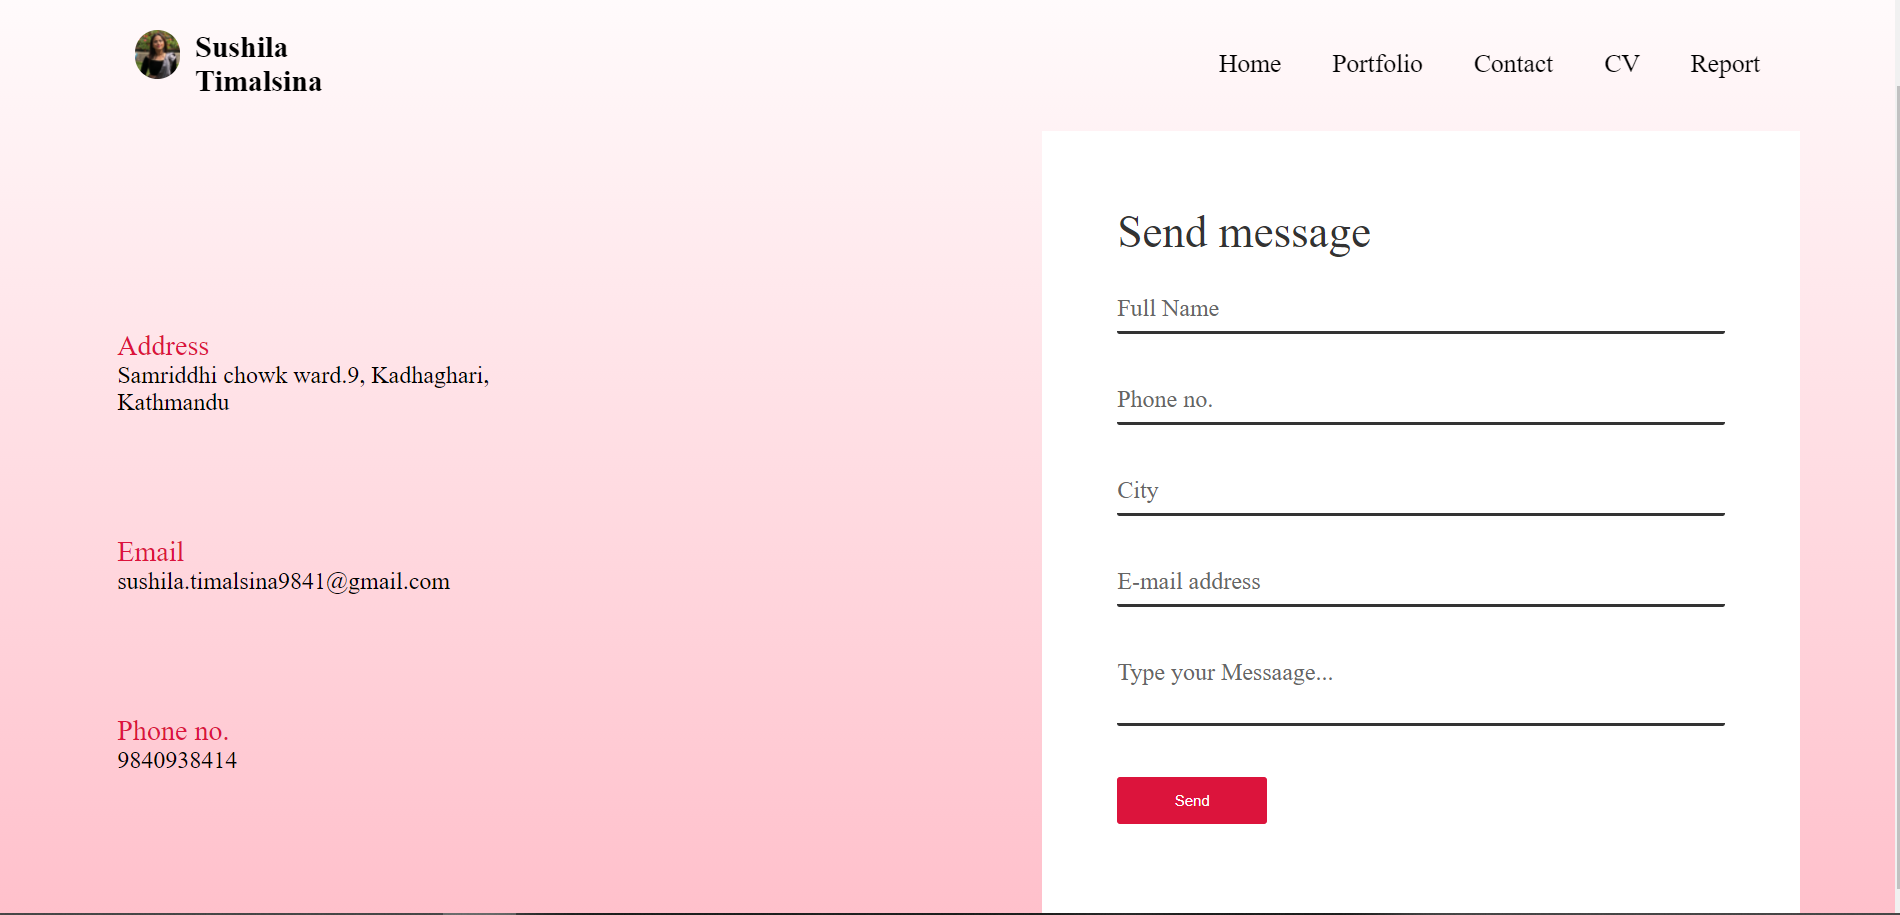 Sushila
Timalsina
Home Portfolio Contact CV Report
Address
Samriddhi chowk ward.9, Kadhaghari,
Kathmandu
Email
sushila.timalsina9841@gmail.com
Phone no.
9840938414
Send message
Full Name
Phone no.
City
E-mail address
Type your Messaage...
Send